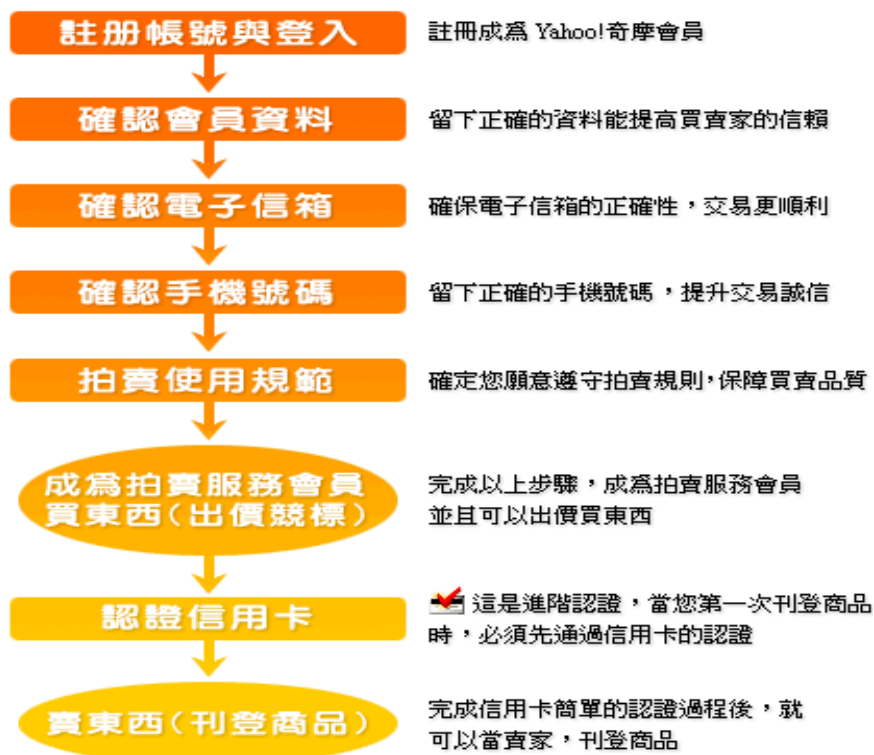 註册帳號與登入
註冊成爲 Yahoo!奇摩會員
確認會員資料
留下正確的資料能提高買賣家的信賴
確認電子信箱
確保電子信箱的正確性，交易更順利
確認手機號碼
留下正確的手機號碼，提升交易誠信
拍賣使用規範
確定您願意遵守拍賣規則，保障買賣品質
成爲拍賣服務會員
買東西（出價競標）
完成以上步驟，成爲拍賣服務會員
並且可以出價買東西
認證信用卡
這是進階認證，當您第一次刊登商品
時，必須先通過信用卡的認證
賣東西（刊登商品）
完成信用卡簡單的認證過程後，就
可以當賣家，刊登商品